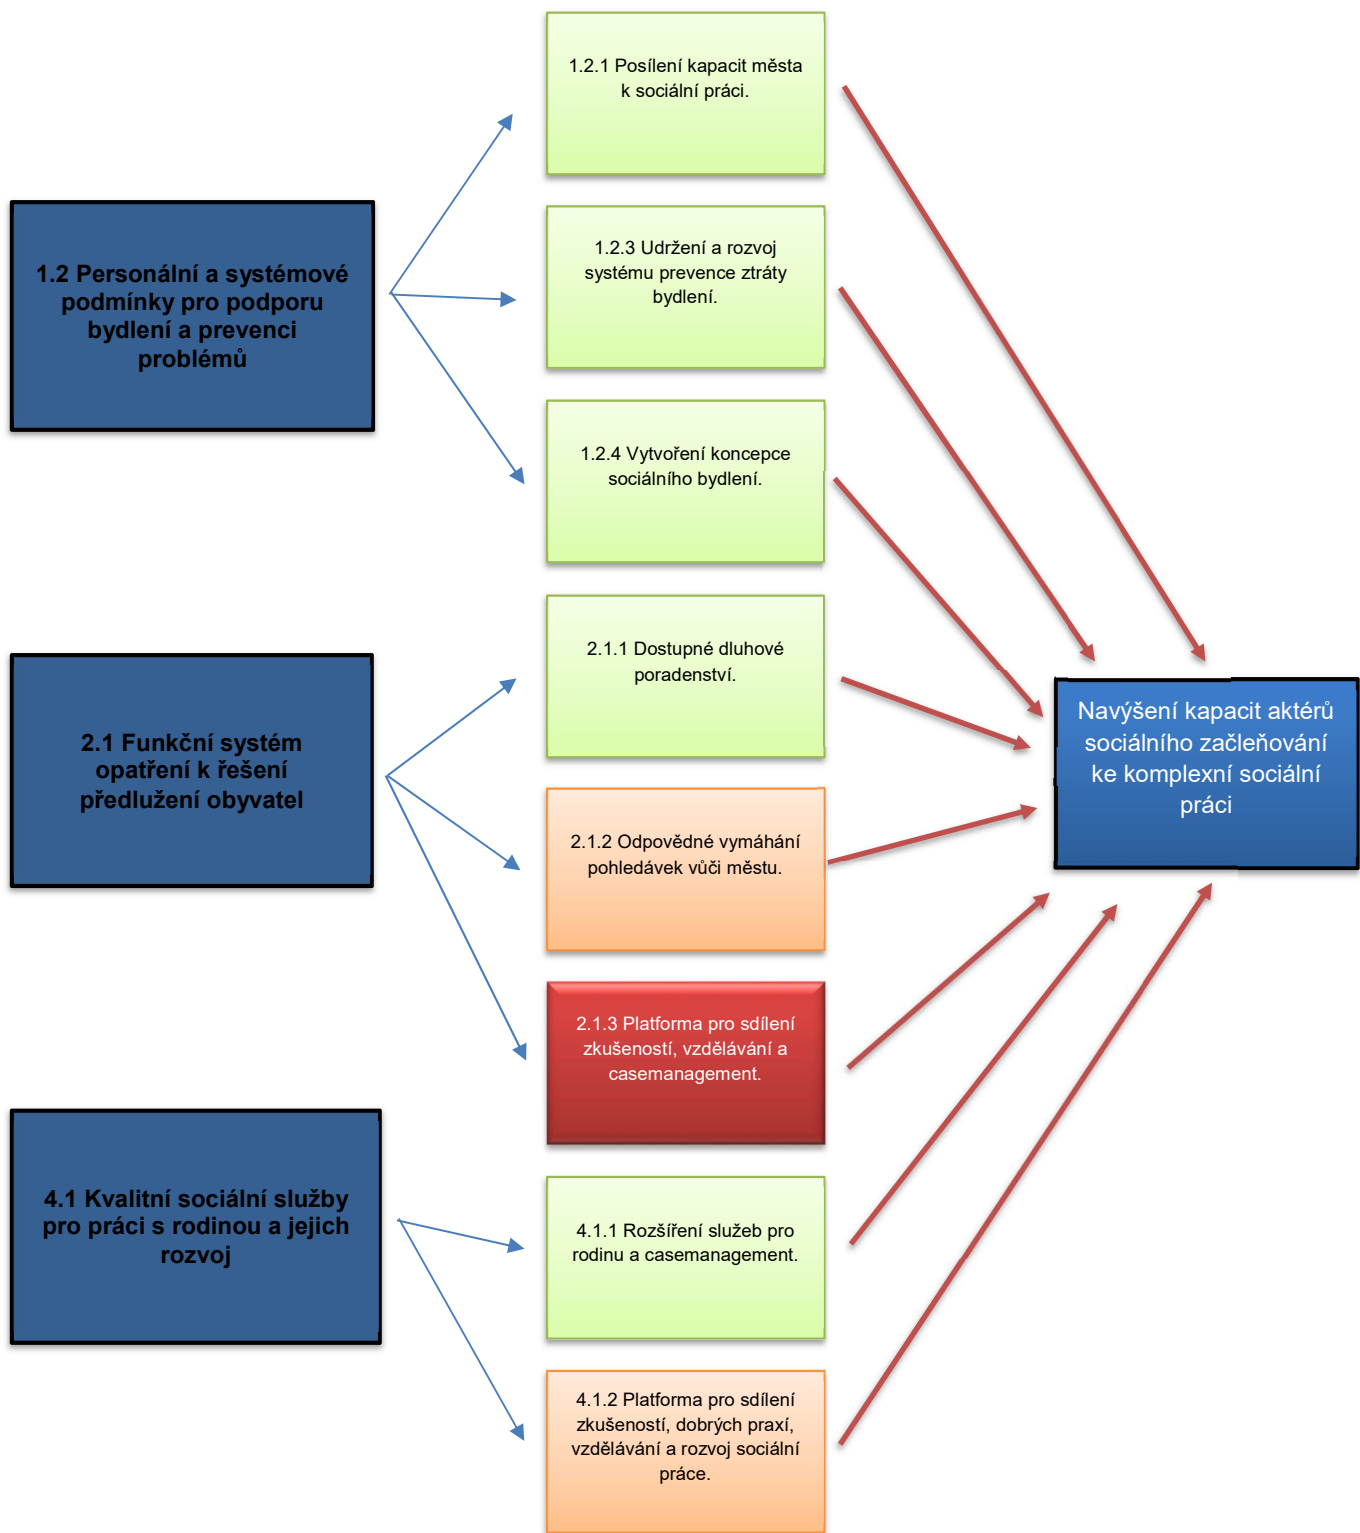 1.2.1 Posílení kapacit města
k sociální práci.
1.2 Personální a systémové
podmínky pro podporu
bydlení a prevenci
problémů
1.2.3 Udržení a rozvoj
systému prevence ztráty
bydlení.
1.2.4 Vytvoření koncepce
sociálního bydlení.
2.1 Funkční systém
opatření k řešení
předlužení obyvatel
2.1.1 Dostupné dluhové
poradenství.
2.1.2 Odpovědné vymáhání
pohledávek vůči městu.
2.1.3 Platforma pro sdílení
zkušeností, vzdělávání a
casemanagement.
Navýšení kapacit aktérů
sociálního začleňování
ke komplexní sociální
práci
4.1 Kvalitní sociální služby
pro práci s rodinou a jejich
rozvoj
4.1.1 Rozšíření služeb pro
rodinu a casemanagement.
4.1.2 Platforma pro sdílení
zkušeností, dobrých praxí,
vzdělávání a rozvoj sociální
práce.